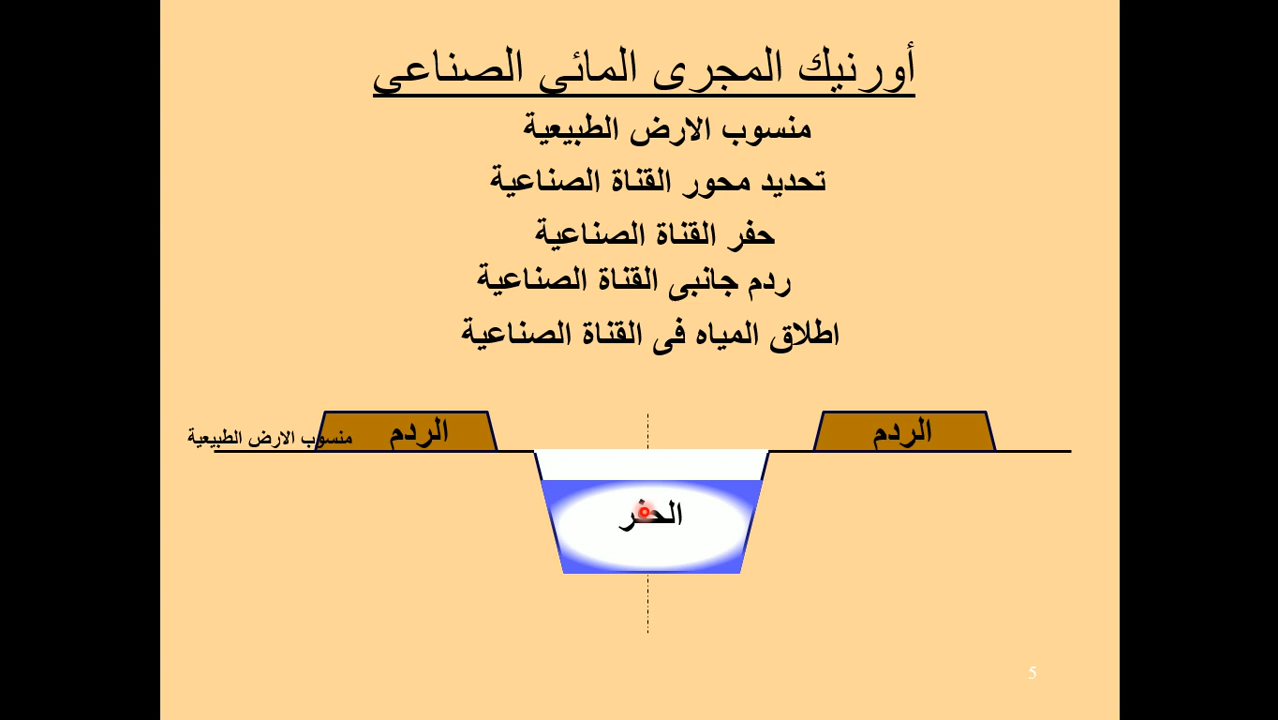 أورنيك المجرى المائى الصناعى
منسوب الارض الطبيعية
تحديد محور القناة الصناعية
حفر القناة الصناعية
ردم جانبى القناة الصناعية
اطلاق المياه فى القناة الصناعية
الردم
الردم
منسوب الارض الطبيعية
الحفر
5